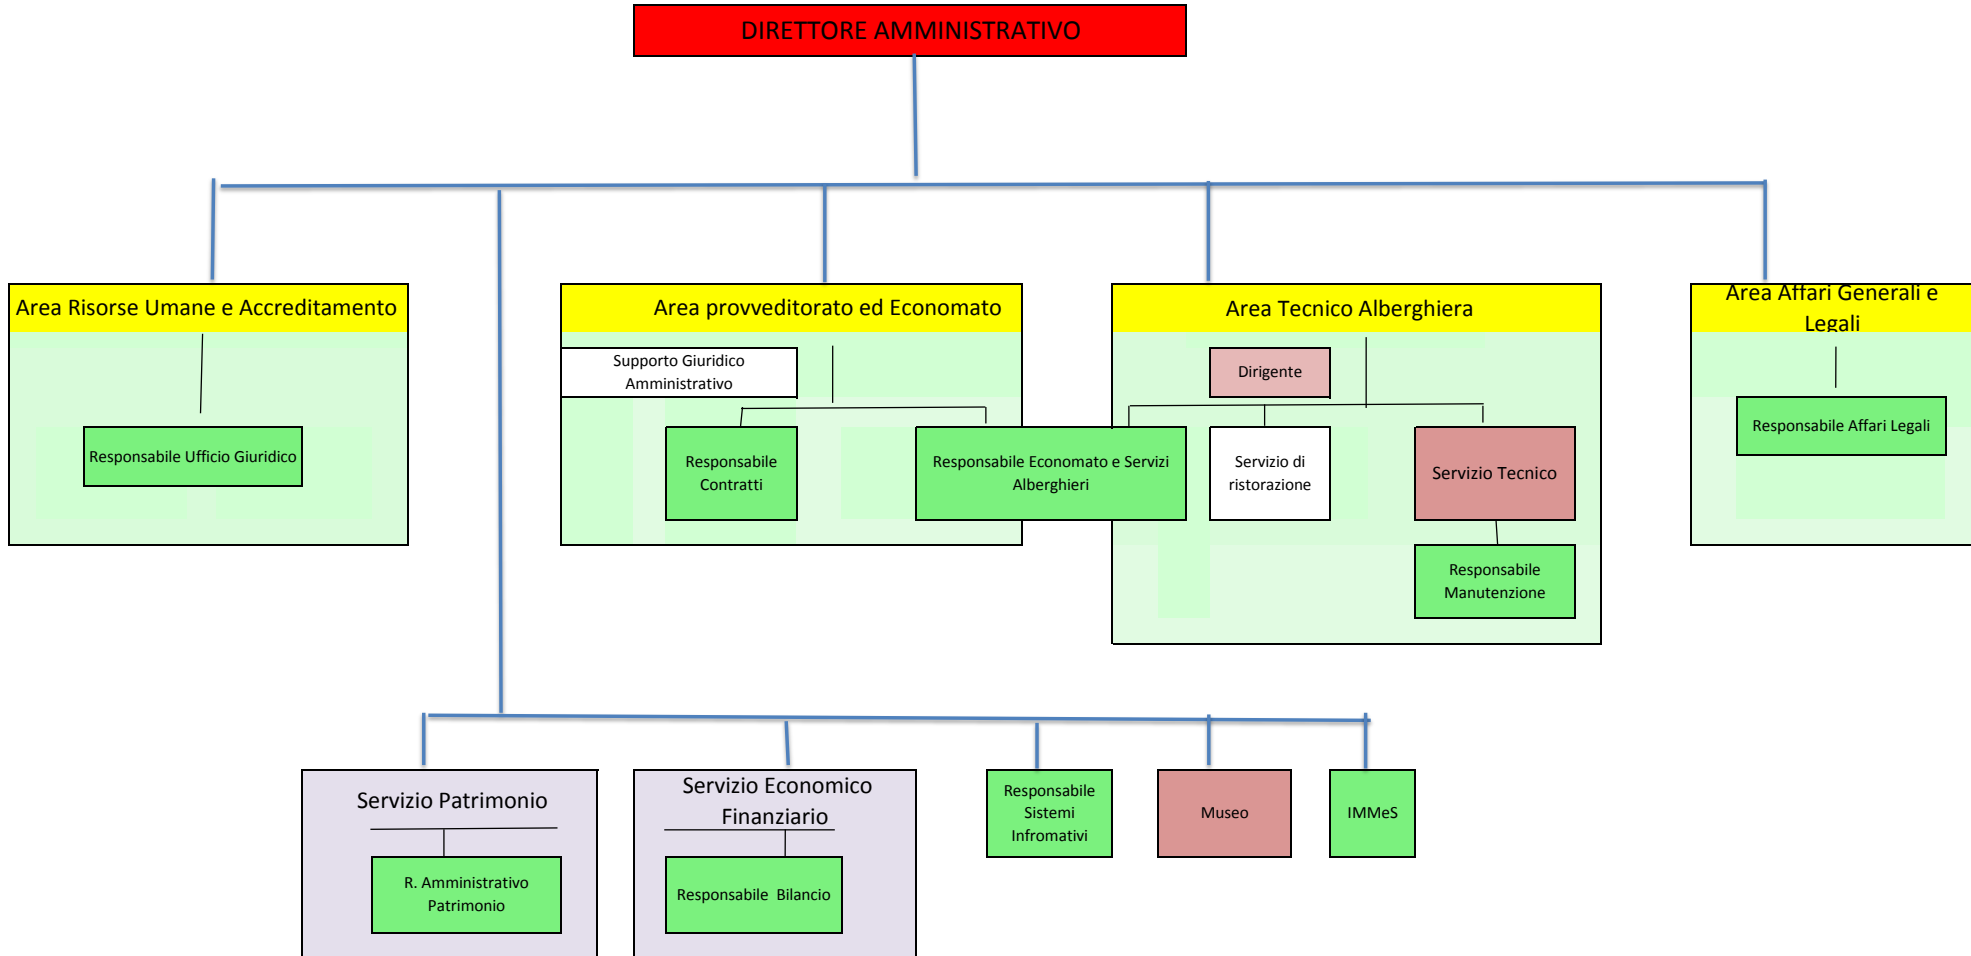 DIRETTORE AMMINISTRATIVO
Area Risorse Umane e Accreditamento
Area provveditorato ed Economato
Area Tecnico Alberghiera
Area Affari Generali e
Legali
Supporto Giuridico
Amministrativo
Dirigente
Responsabile Ufficio Giuridico
Responsabile
Contratti
Responsabile Economato e Servizi
Alberghieri
Servizio di
ristorazione
Servizio Tecnico
Responsabile Affari Legali
Responsabile
Manutenzione
Servizio Patrimonio
R. Amministrativo
Patrimonio
Servizio Economico
Finanziario
Responsabile Bilancio
Responsabile
Sistemi
Infromativi
Museo
IMMeS